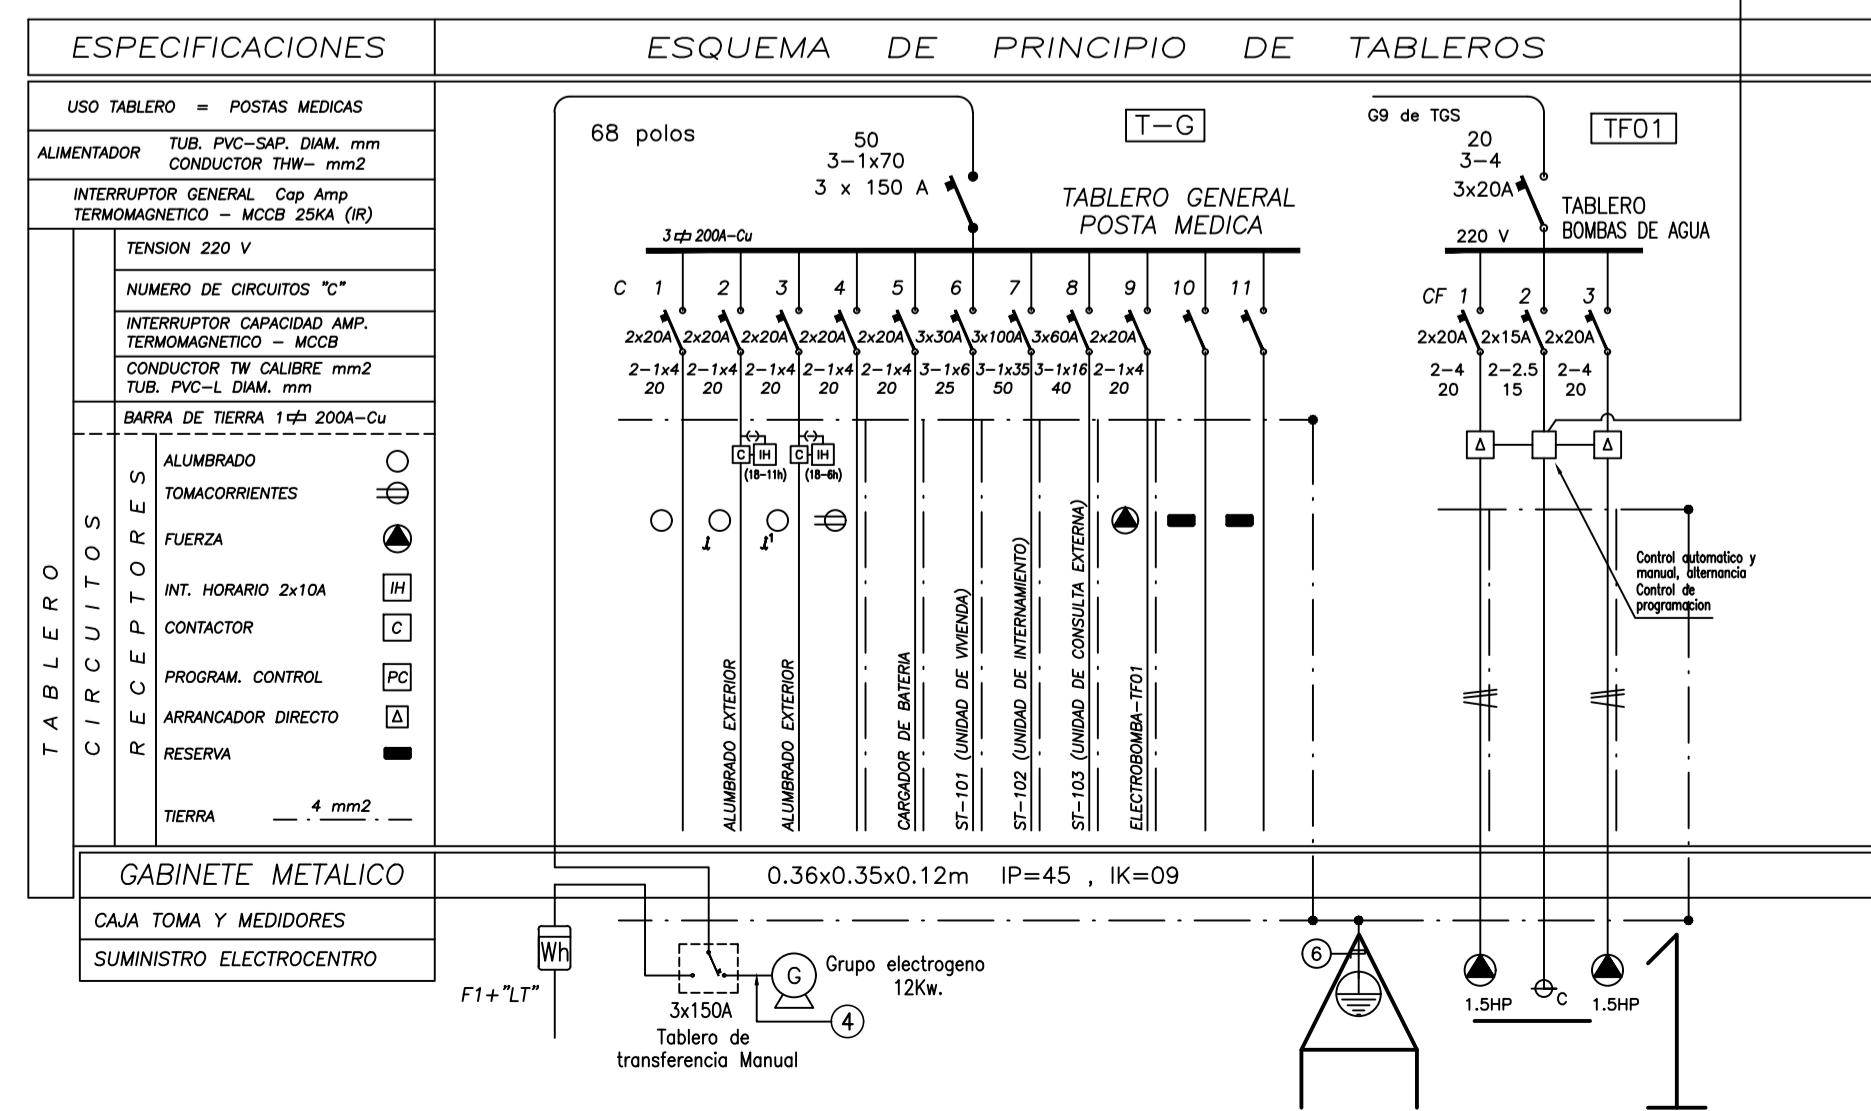 ESPECIFICACIONES
ESQUEMA DE PRINCIPIO DE TABLEROS
USO TABLERO = POSTAS MEDICAS
ALIMENTADOR
TUB. PVC-SAP. DIAM. mm
CONDUCTOR THW- mm2
INTERRUPTOR GENERAL Cap Amp
TERMOMAGNETICO - MCCB 25KA (IR)
TENSION 220 V
NUMERO DE CIRCUITOS "C"
INTERRUPTOR CAPACIDAD AMP.
TERMOMAGNETICO - MCCB
CONDUCTOR TW CALIBRE mm2
TUB. PVC-L DIAM. mm
BARRA DE TIERRA 1 200A-Cu
TABLERO
CIRCUITOS
RECEPTORES
ALUMBRADO
TOMACORRIENTES
FUERZA
INT. HORARIO 2x10A IH
CONTACTOR C
PROGRAM. CONTROL PC
ARRANCADOR DIRECTO Δ
RESERVA
TIERRA 4 mm2
GABINETE METALICO
CAJA TOMA Y MEDIDORES
SUMINISTRO ELECTROCENTRO
68 polos
50
3-1x70
3 x 150 A
T-G
TABLERO GENERAL
POSTA MEDICA
3 200A-Cu
C 1 2 3 4 5 6 7 8 9 10 11
2x20A 2x20A 2x20A 2x20A 2x20A 3x30A 3x100A 3x60A 2x20A
2-1x4 2-1x4 2-1x4 2-1x4 2-1x4 3-1x6 3-1x35 3-1x16 2-1x4
20 20 20 20 20 25 50 40 20
C IH C IH
(18-11h) (18-6h)
ALUMBRADO EXTERIOR
ALUMBRADO EXTERIOR
CARGADOR DE BATERIA
ST-101 (UNIDAD DE VIVIENDA)
ST-102 (UNIDAD DE INTERNAMIENTO)
ST-103 (UNIDAD DE CONSULTA EXTERNA)
ELECTROBOMBA-TF01
G9 de TGS
20
3-4
3x20A
TF01
TABLERO
BOMBAS DE AGUA
220 V
CF 1 2 3
2x20A 2x15A 2x20A
2-4 2-2.5 2-4
20 15 20
Δ Δ
Control automatico y
manual, alternancia
Control de
programacion
0.36x0.35x0.12m IP=45 , IK=09
Wh
F1+"LT"
3x150A
Tablero de
transferencia Manual
G
Grupo electrogeno
12Kw.
4
6
1.5HP
C
1.5HP